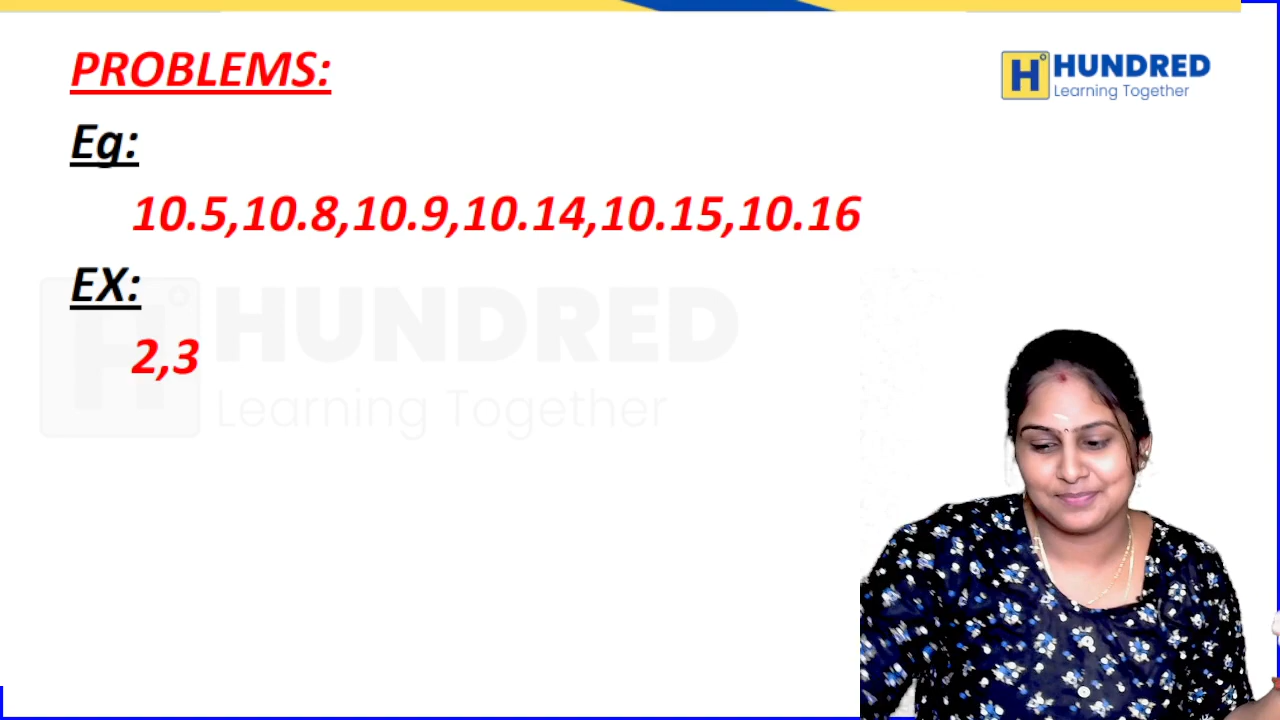 PROBLEMS:
HUNDRED
Learning Together
Eg:
10.5,10.8,10.9,10.14,10.15,10.16
EX:
2,3
HUNDRED
Learning Together